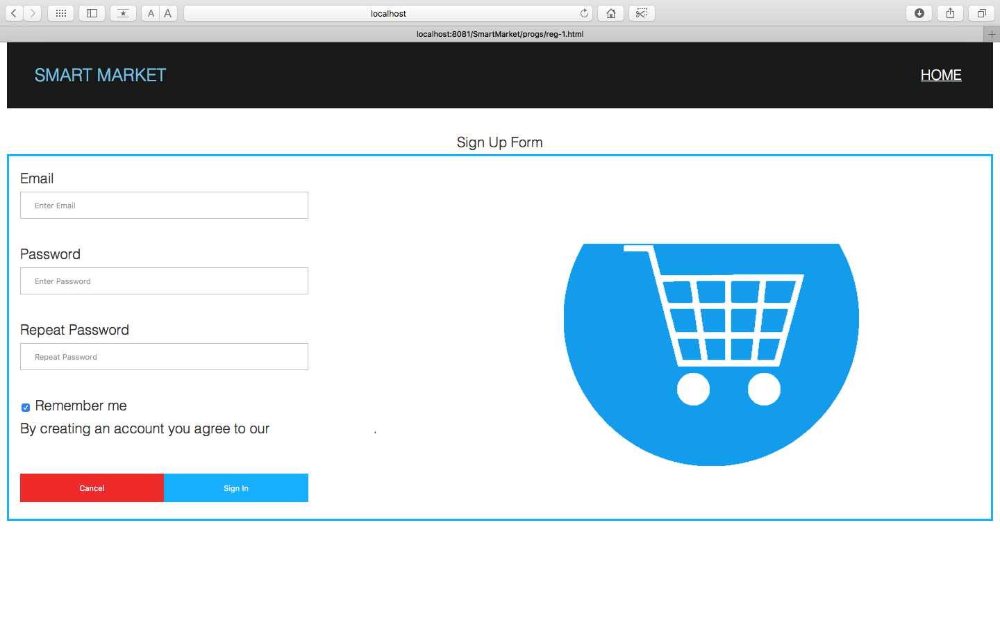 A A
localhost
localhost:8081/SmartMarket/progs/reg-1.html
SMART MARKET
HOME
Sign Up Form
Email
Enter Email
Password
Enter Password
Repeat Password
Repeat Password
Remember me
By creating an account you agree to our .
Cancel
Sign In